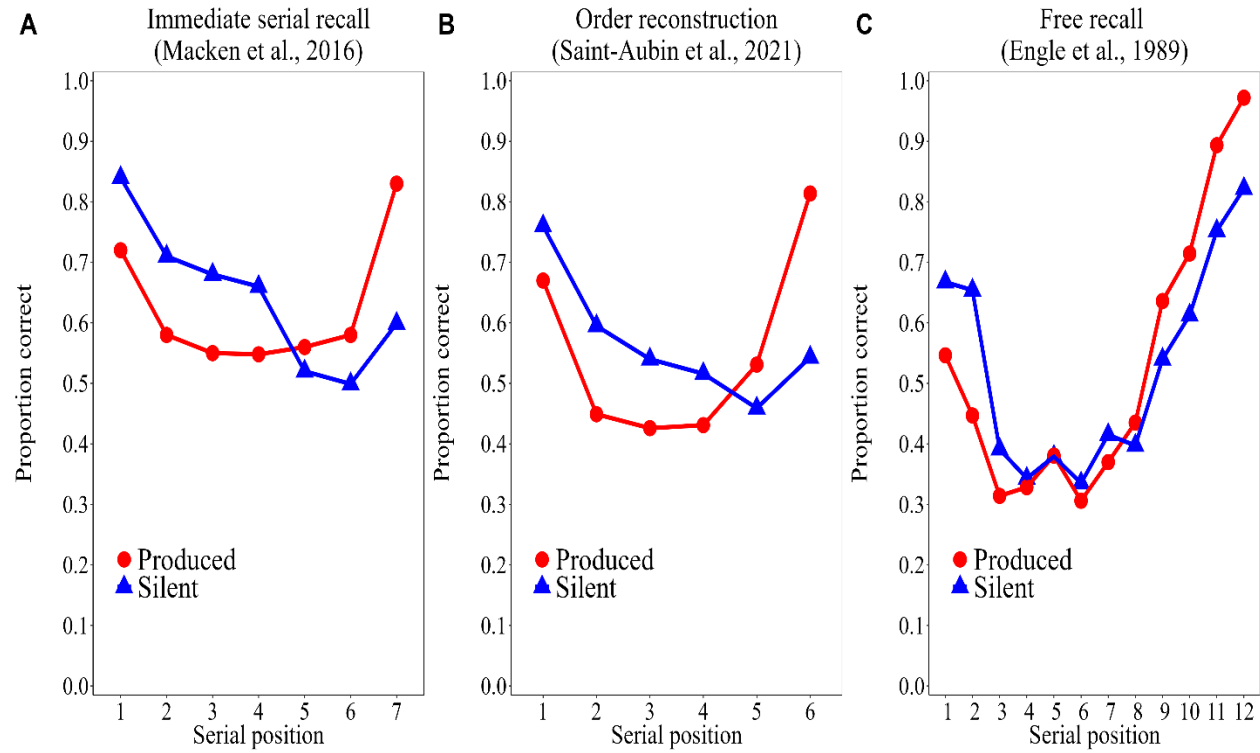 A
Immediate serial recall
(Macken et al., 2016)
Proportion correct
1.0
0.9
0.8
0.7
0.6
0.5
0.4
0.3
0.2
0.1
0.0
Produced
Silent
1 2 3 4 5 6 7
Serial position
B
Order reconstruction
(Saint-Aubin et al., 2021)
Proportion correct
1.0
0.9
0.8
0.7
0.6
0.5
0.4
0.3
0.2
0.1
0.0
Produced
Silent
1 2 3 4 5 6
Serial position
C
Free recall
(Engle et al., 1989)
Proportion correct
1.0
0.9
0.8
0.7
0.6
0.5
0.4
0.3
0.2
0.1
0.0
Produced
Silent
1 2 3 4 5 6 7 8 9 10 11 12
Serial position